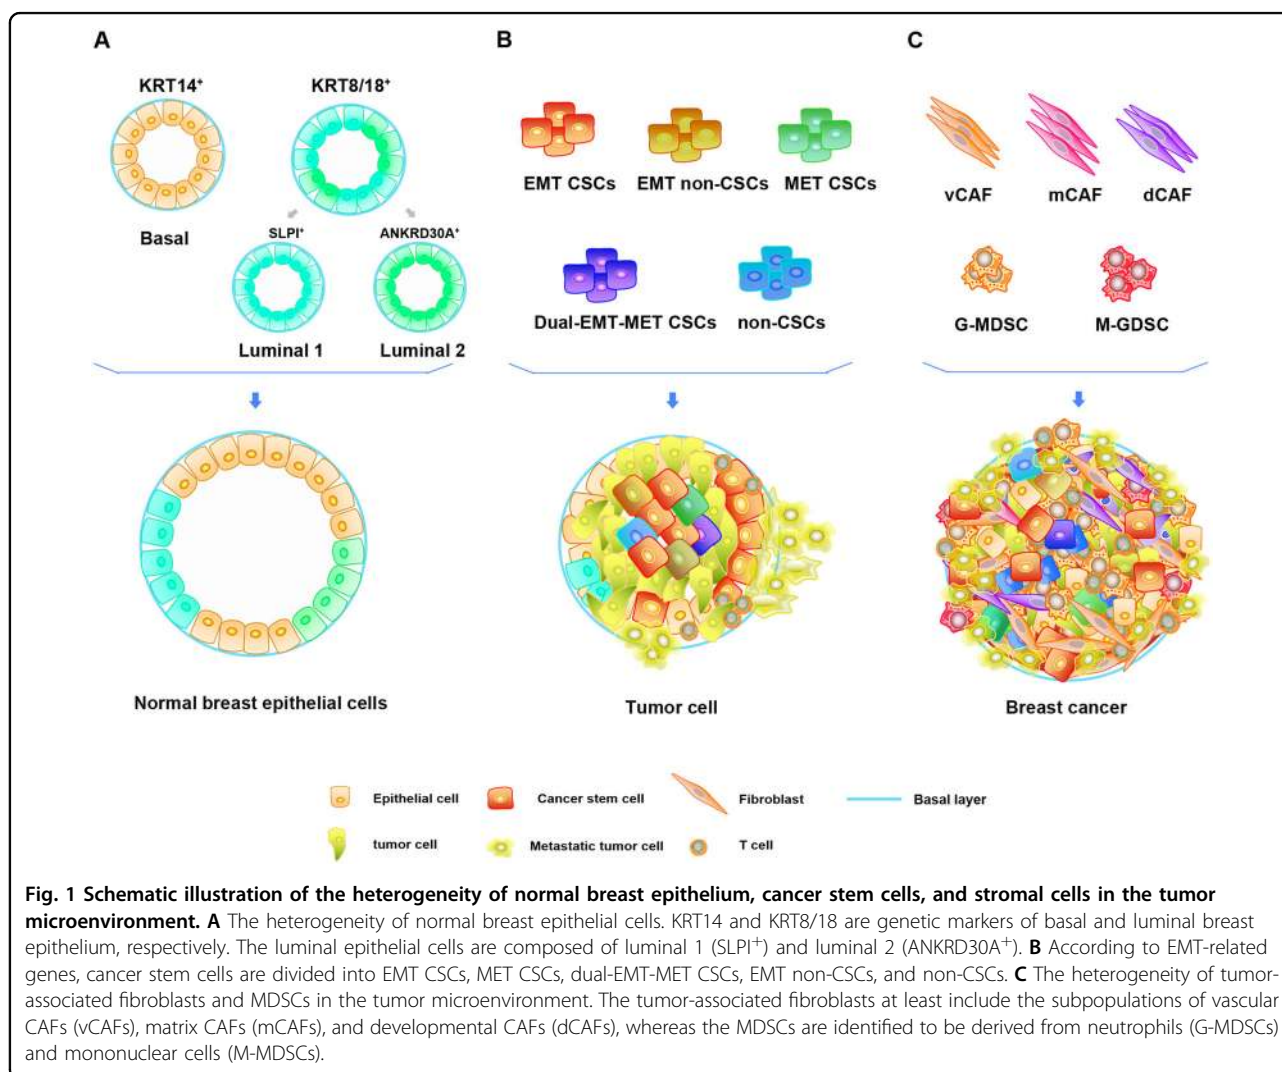 A
B
C
KRT14⁺
KRT8/18⁺
Basal
SLPI⁺
ANKRD30A⁺
Luminal 1
Luminal 2
EMT CSCs
EMT non-CSCs
MET CSCs
Dual-EMT-MET CSCs
non-CSCs
vCAF
mCAF
dCAF
G-MDSC
M-GDSC
Normal breast epithelial cells
Tumor cell
Breast cancer
Epithelial cell
Cancer stem cell
Fibroblast
Basal layer
tumor cell
Metastatic tumor cell
T cell
Fig. 1 Schematic illustration of the heterogeneity of normal breast epithelium, cancer stem cells, and stromal cells in the tumor
microenvironment. A The heterogeneity of normal breast epithelial cells. KRT14 and KRT8/18 are genetic markers of basal and luminal breast
epithelium, respectively. The luminal epithelial cells are composed of luminal 1 (SLPI⁺) and luminal 2 (ANKRD30A⁺). B According to EMT-related
genes, cancer stem cells are divided into EMT CSCs, MET CSCs, dual-EMT-MET CSCs, EMT non-CSCs, and non-CSCs. C The heterogeneity of tumor-
associated fibroblasts and MDSCs in the tumor microenvironment. The tumor-associated fibroblasts at least include the subpopulations of vascular
CAFs (vCAFs), matrix CAFs (mCAFs), and developmental CAFs (dCAFs), whereas the MDSCs are identified to be derived from neutrophils (G-MDSCs)
and mononuclear cells (M-MDSCs).